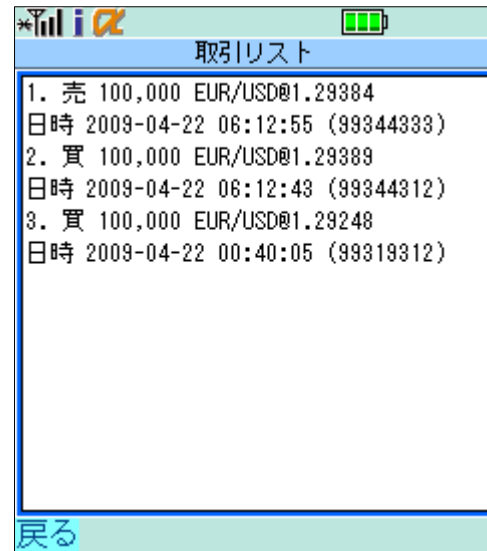 取引リスト
1. 売 100,000 EUR/USD@1.29384
日時 2009-04-22 06:12:55 (99344333)
2. 買 100,000 EUR/USD@1.29389
日時 2009-04-22 06:12:43 (99344312)
3. 買 100,000 EUR/USD@1.29248
日時 2009-04-22 00:40:05 (99319312)
戻る